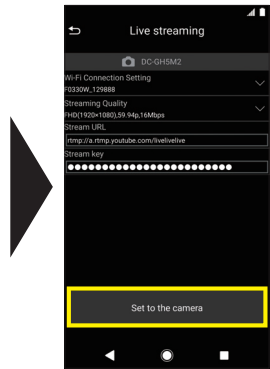 Live streaming
DC-GH5M2
Wi-Fi Connection Setting
F0330W_129888
Streaming Quality
FHD(1920×1080),59.94p,16Mbps
Stream URL
rtmp://a.rtmp.youtube.com/livelivelive
Stream key
●●●●●●●●●●●●●●●●●●●●●●●●
Set to the camera